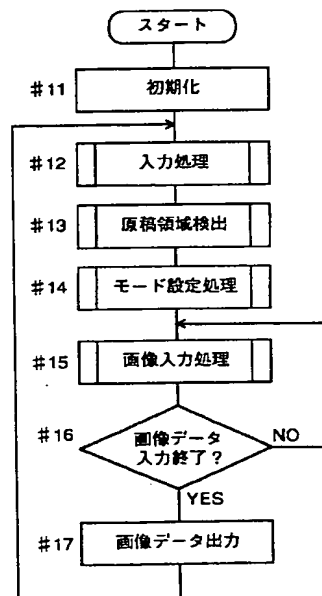 スタート
#11 初期化
#12 入力処理
#13 原稿領域検出
#14 モード設定処理
#15 画像入力処理
#16 画像データ
入力終了?
NO
YES
#17 画像データ出力